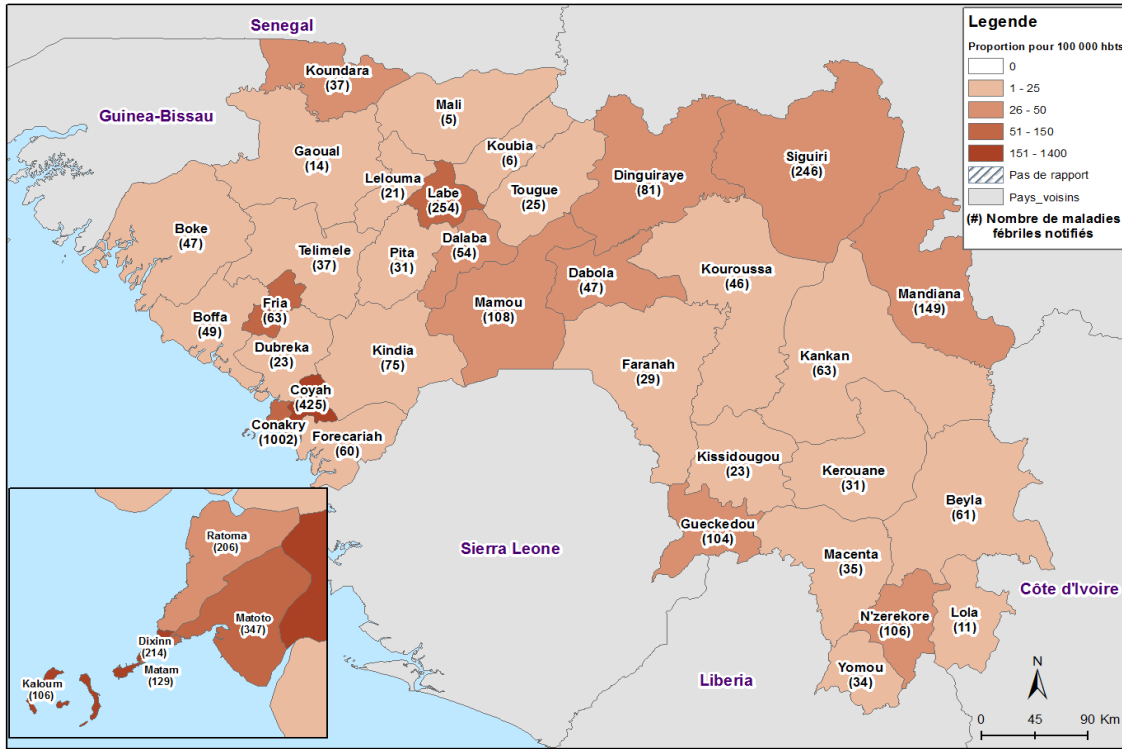 Senegal
Legende
Proportion pour 100 000 hbts
0
1 - 25
26 - 50
51 - 150
151 - 1400
Pas de rapport
Pays_voisins
(#) Nombre de maladies
fébriles notifiés
Koundara
(37)
Guinea-Bissau
Mali
(5)
Gaoual
(14)
Koubia
(6)
Lelouma
(21)
Labe
(254)
Tougue
(25)
Dinguiraye
(81)
Siguiri
(246)
Boke
(47)
Telimele
(37)
Pita
(31)
Dalaba
(54)
Dabola
(47)
Kouroussa
(46)
Mandiana
(149)
Fria
(63)
Boffa
(49)
Mamou
(108)
Dubreka
(23)
Kindia
(75)
Faranah
(29)
Kankan
(63)
Coyah
(425)
Conakry
(1002)
Forecariah
(60)
Kissidougou
(23)
Kerouane
(31)
Beyla
(61)
Gueckedou
(104)
Sierra Leone
Macenta
(35)
Côte d'Ivoire
N'zerekore
(106)
Lola
(11)
Yomou
(34)
Liberia
Ratoma
(206)
Matoto
(347)
Dixinn
(214)
Matam
(129)
Kaloum
(106)
N
0 45 90 Km